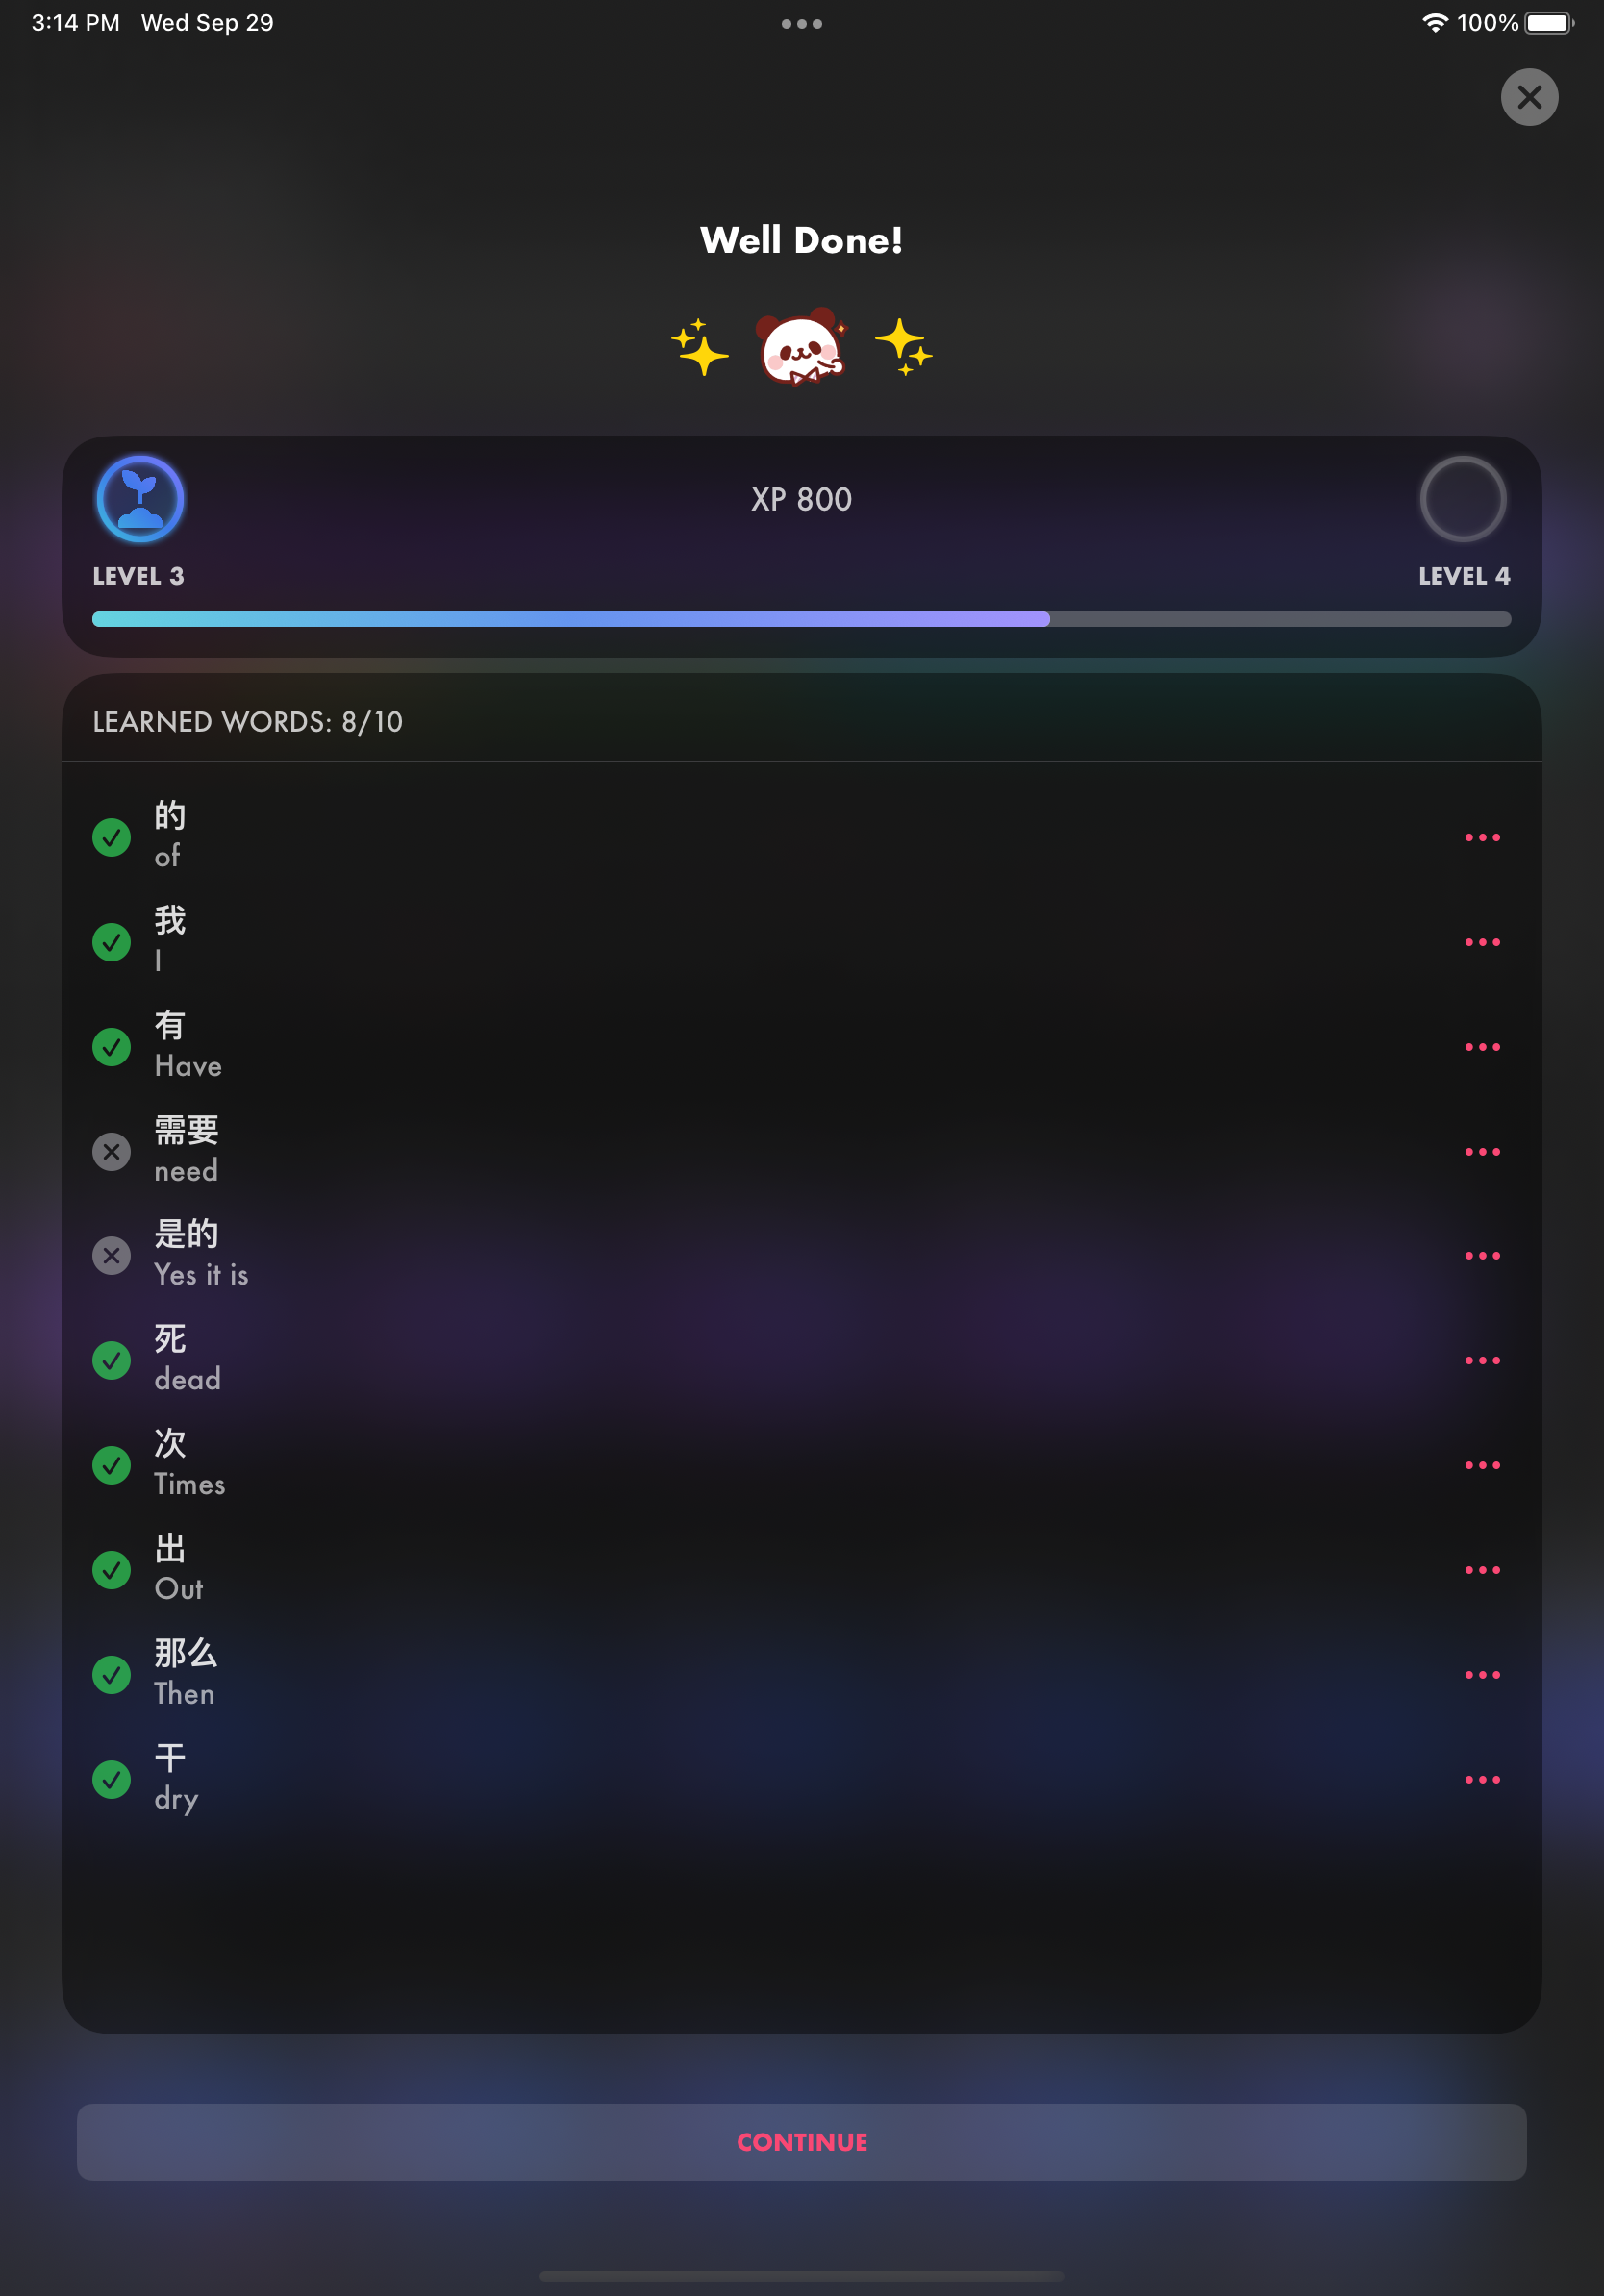 3:14 PM Wed Sep 29 100%
Well Done!
XP 800
LEVEL 3 LEVEL 4
LEARNED WORDS: 8/10
的
of
我
I
有
Have
需要
need
是的
Yes it is
死
dead
次
Times
出
Out
那么
Then
干
dry
CONTINUE